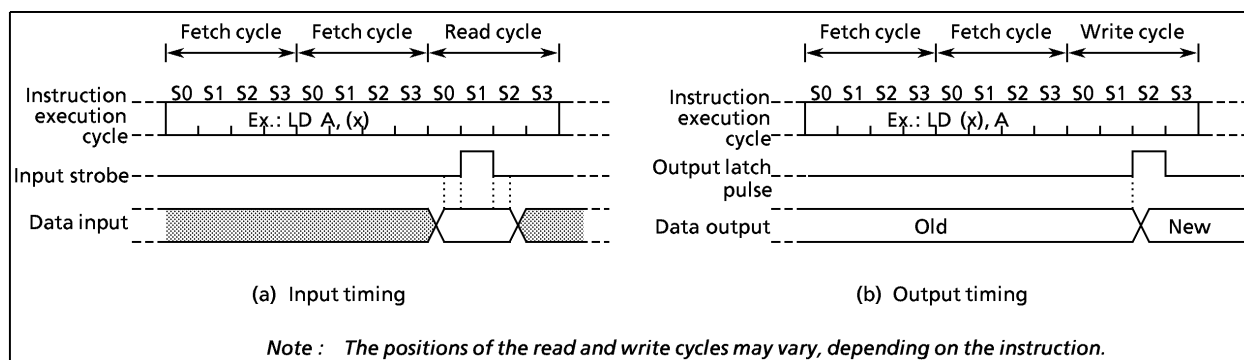 Fetch cycle Fetch cycle Read cycle
S0 S1 S2 S3 S0 S1 S2 S3 S0 S1 S2 S3
Instruction
execution
cycle
Ex.: LD A, (x)
Input strobe
Data input
(a) Input timing
Fetch cycle Fetch cycle Write cycle
S0 S1 S2 S3 S0 S1 S2 S3 S0 S1 S2 S3
Instruction
execution
cycle
Ex.: LD (x), A
Output latch
pulse
Data output
Old
New
(b) Output timing
Note : The positions of the read and write cycles may vary, depending on the instruction.